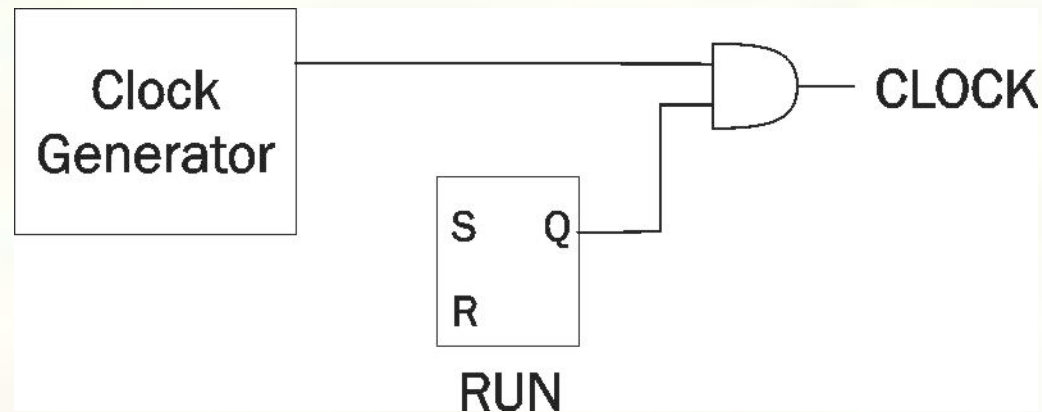 Clock
Generator
CLOCK
S Q
R
RUN